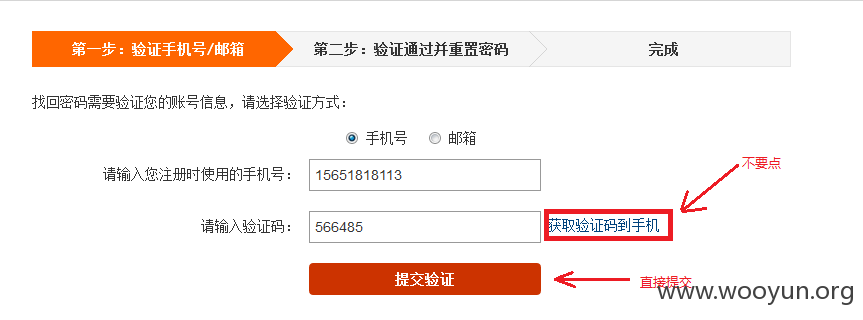 第一步：验证手机号/邮箱 第二步：验证通过并重置密码 完成
找回密码需要验证您的账号信息，请选择验证方式：
手机号 邮箱
不要点
请输入您注册时使用的手机号： 15651818113
请输入验证码： 566485 获取验证码到手机
提交验证 直接提交
www.wooyun.org